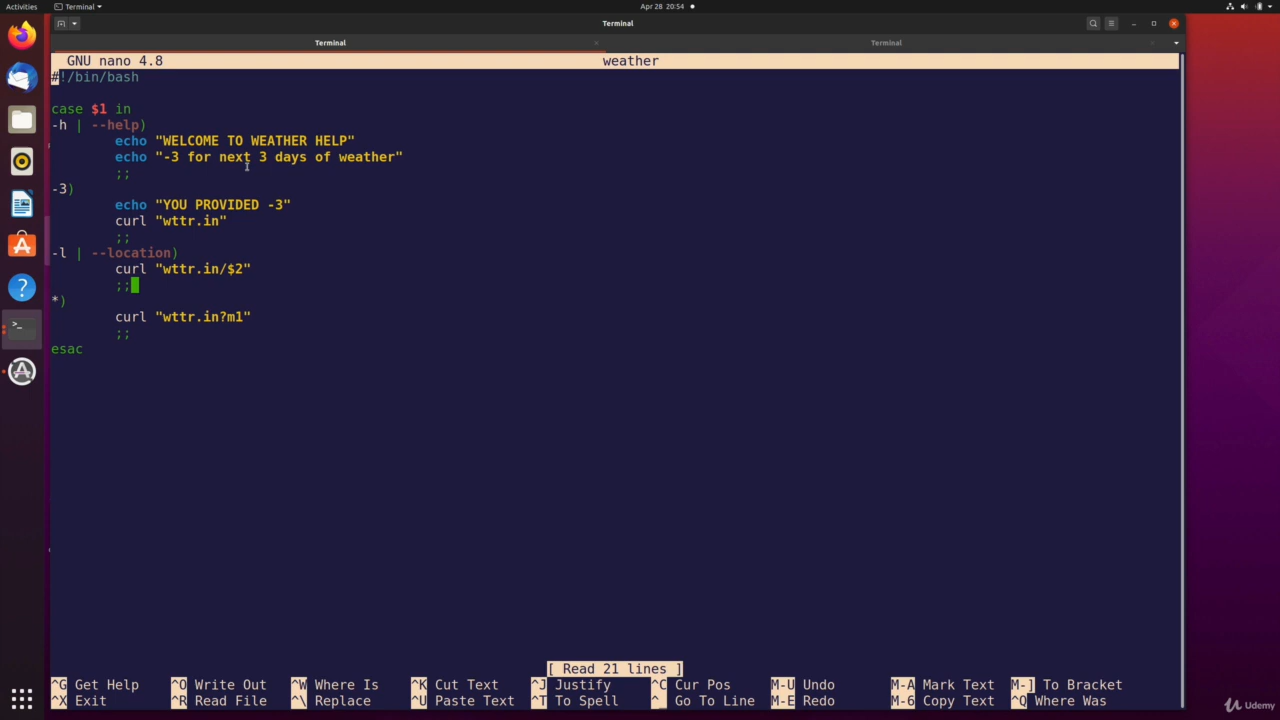 Activities
Terminal
Apr 28 20:54
Terminal
Terminal
Terminal
GNU nano 4.8
weather
#!/bin/bash
case $1 in
-h | --help)
echo "WELCOME TO WEATHER HELP"
echo "-3 for next 3 days of weather"
;;
-3)
echo "YOU PROVIDED -3"
curl "wttr.in"
;;
-l | --location)
curl "wttr.in/$2"
;;
*)
curl "wttr.in?m1"
;;
esac
[ Read 21 lines ]
^G Get Help ^O Write Out ^W Where Is ^K Cut Text ^J Justify ^C Cur Pos M-U Undo M-A Mark Text M-] To Bracket
^X Exit ^R Read File ^\ Replace ^U Paste Text ^T To Spell ^_ Go To Line M-E Redo M-6 Copy Text ^Q Where Was
Udemy